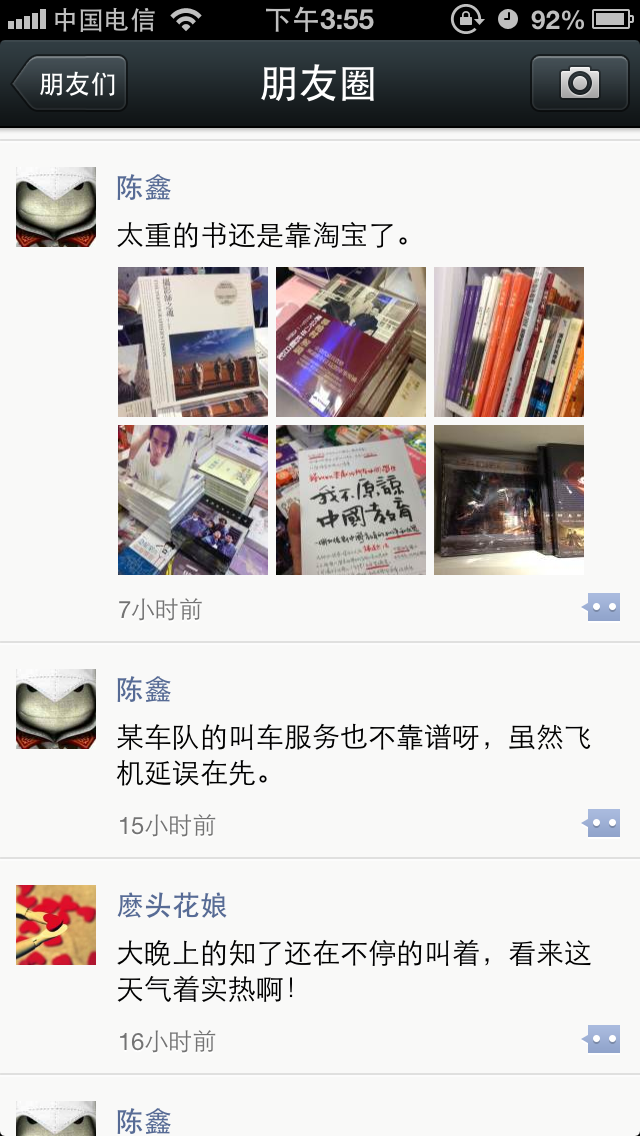 中国电信
下午3:55
92%
朋友们
朋友圈
陈鑫
太重的书还是靠淘宝了。
我不原諒
中國教育
7小时前
陈鑫
某车队的叫车服务也不靠谱呀，虽然飞
机延误在先。
15小时前
麽头花娘
大晚上的知了还在不停的叫着，看来这
天气着实热啊！
16小时前
陈鑫